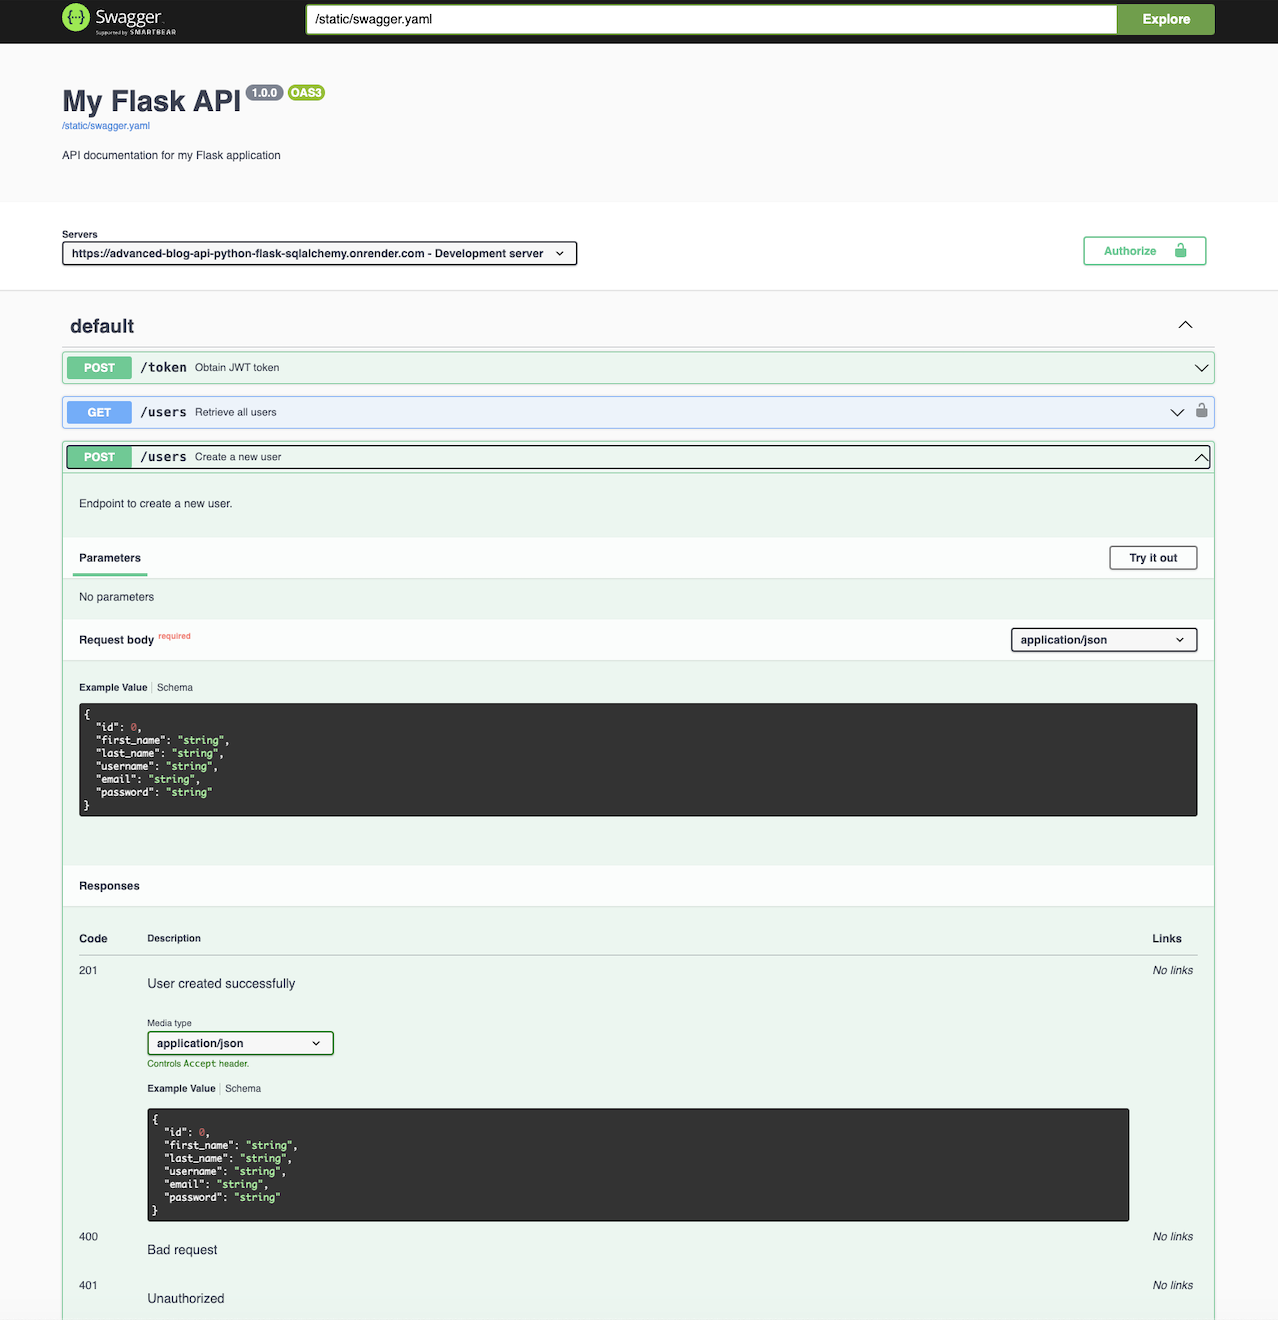 Swagger
Supported by SMARTBEAR
/static/swagger.yaml
Explore
My Flask API 1.0.0 OAS3
/static/swagger.yaml
API documentation for my Flask application
Servers
https://advanced-blog-api-python-flask-sqlalchemy.onrender.com - Development server
Authorize
default
POST /token Obtain JWT token
GET /users Retrieve all users
POST /users Create a new user
Endpoint to create a new user.
Parameters
Try it out
No parameters
Request body required
application/json
Example Value Schema
{
"id": 0,
"first_name": "string",
"last_name": "string",
"username": "string",
"email": "string",
"password": "string"
}
Responses
Code Description Links
201 No links
User created successfully
Media type
application/json
Controls Accept header.
Example Value Schema
{
"id": 0,
"first_name": "string",
"last_name": "string",
"username": "string",
"email": "string",
"password": "string"
}
400 No links
Bad request
401 No links
Unauthorized